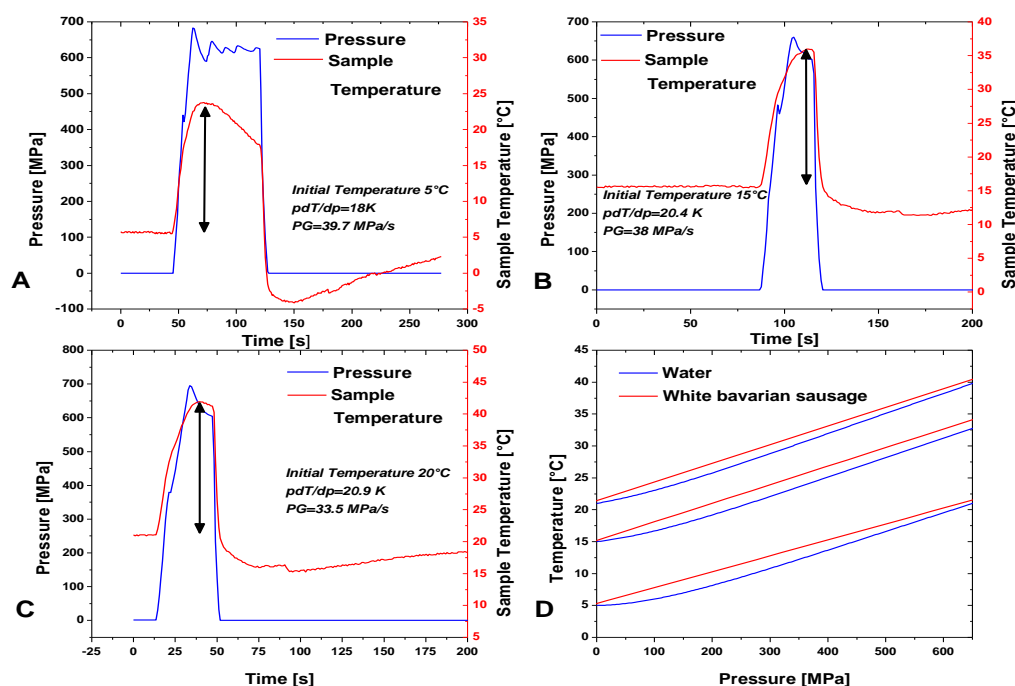 700
600
500
400
300
200
100
0
-100
35
30
25
20
15
10
5
0
-5
Pressure
Sample
Temperature
Initial Temperature 5°C
pdT/dp=18K
PG=39.7 MPa/s
Pressure [MPa]
Sample Temperature [°C]
A
0 50 100 150 200 250 300
Time [s]
700
600
500
400
300
200
100
0
40
35
30
25
20
15
10
5
0
Pressure
Sample
Temperature
Initial Temperature 15°C
pdT/dp=20.4 K
PG=38 MPa/s
Pressure [MPa]
Sample Temperature [°C]
B
0 50 100 150 200
Time [s]
800
700
600
500
400
300
200
100
0
50
45
40
35
30
25
20
15
10
5
Pressure
Sample
Temperature
Initial Temperature 20°C
pdT/dp=20.9 K
PG=33.5 MPa/s
Pressure [MPa]
Sample Temperature [°C]
C
-25 0 25 50 75 100 125 150 175 200
Time [s]
45
40
35
30
25
20
15
10
5
0
Water
White bavarian sausage
Temperature [°C]
D
0 100 200 300 400 500 600
Pressure [MPa]